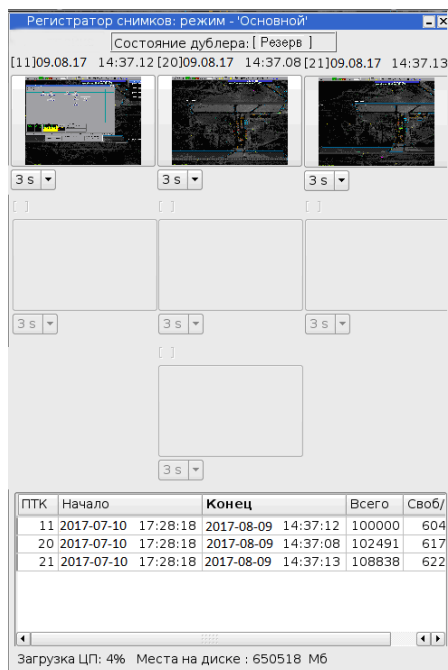 Регистратор снимков: режим - 'Основной'
Состояние дублера: [ Резерв ]
[11]09.08.17 14:37.12 [20]09.08.17 14:37.08 [21]09.08.17 14:37.13
3 s 3 s 3 s
[ ] [ ] [ ]
3 s 3 s 3 s
[ ]
3 s
ПТК Начало Конец Всего Своб/
11 2017-07-10 17:28:18 2017-08-09 14:37:12 100000 604
20 2017-07-10 17:28:18 2017-08-09 14:37:08 102491 617
21 2017-07-10 17:28:18 2017-08-09 14:37:13 108838 622
Загрузка ЦП: 4% Места на диске : 650518 Мб